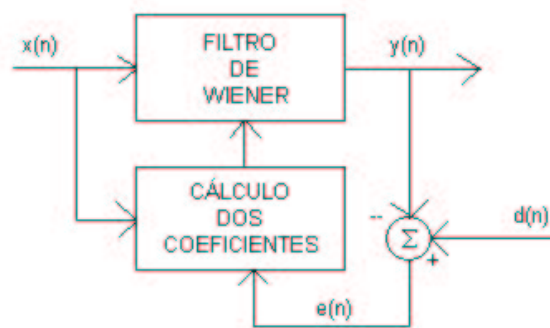 x(n)
FILTRO
DE
WIENER
y(n)
CÁLCULO
DOS
COEFICIENTES
--
Σ
+
d(n)
e(n)